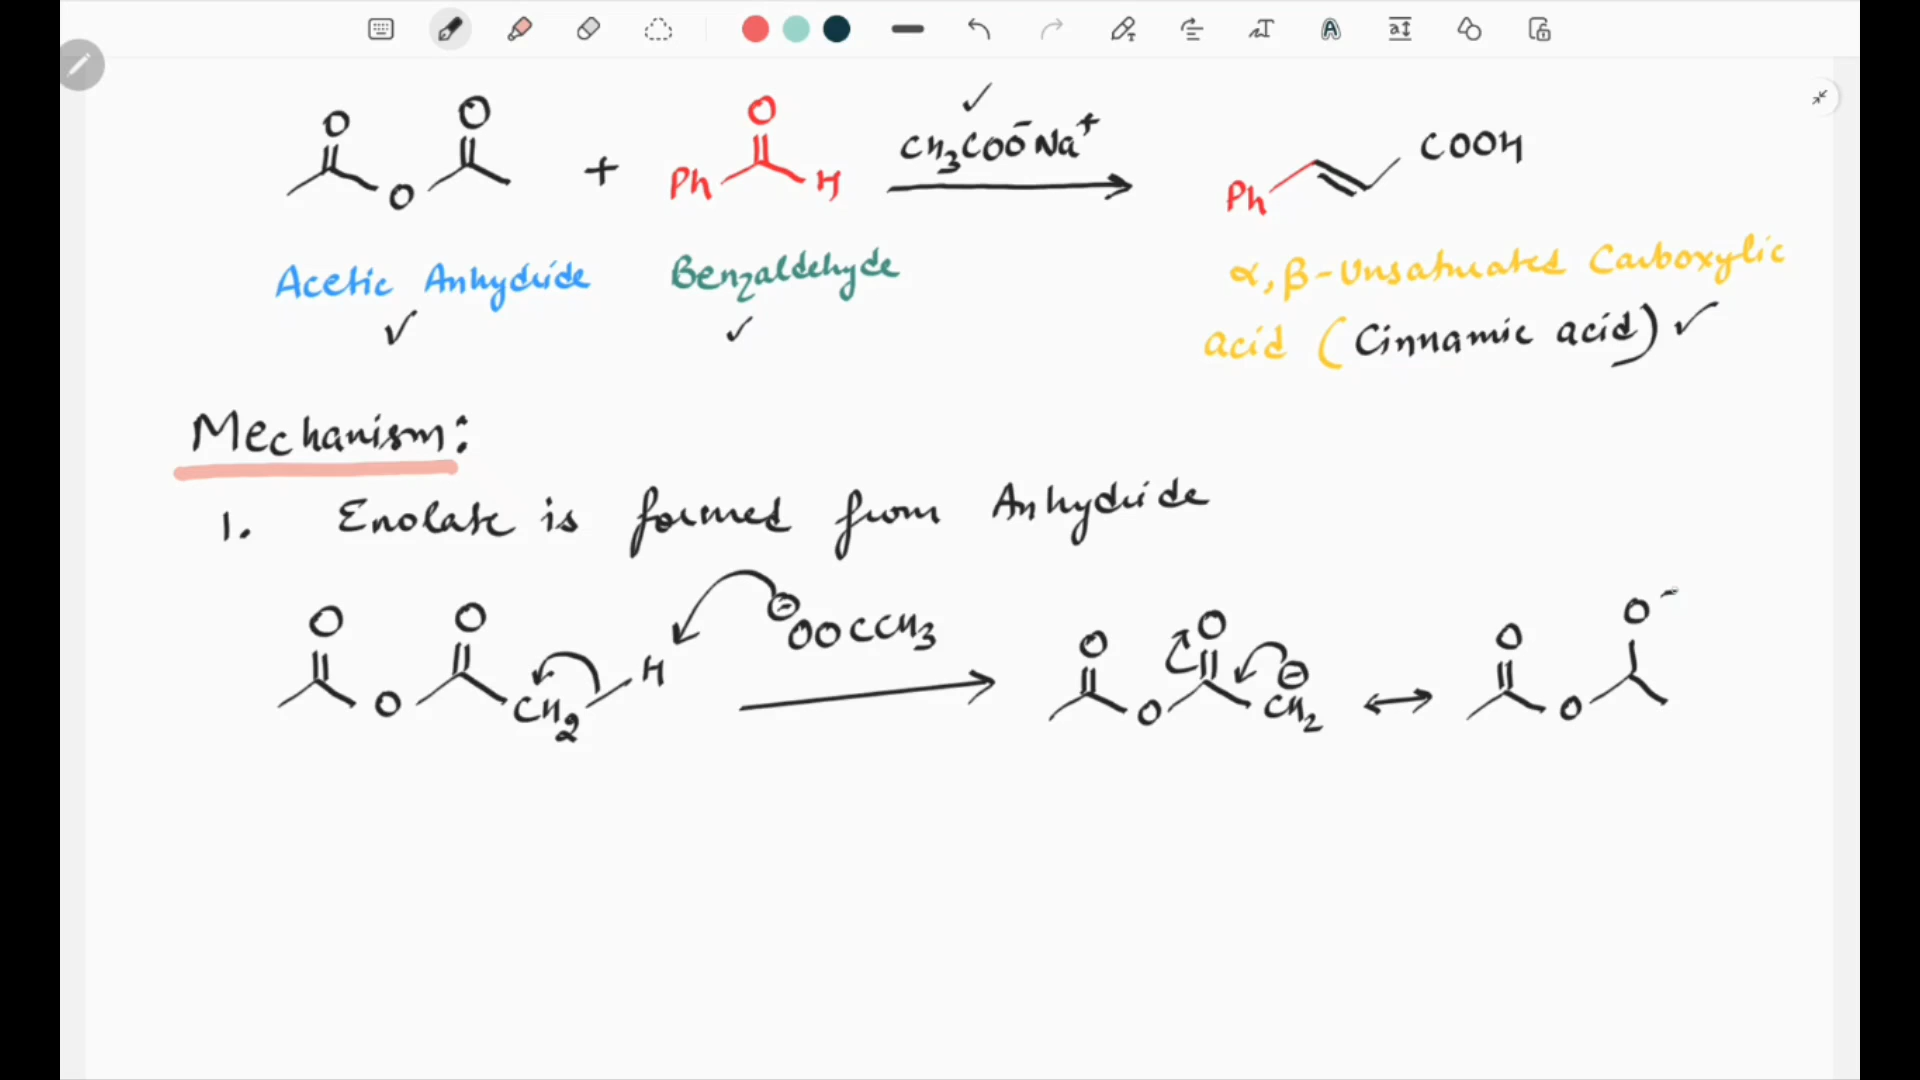 O O O ✓ CH3COO⁻Na⁺ COOH
O + Ph H Ph
Acetic Anhydride Benzaldehyde α,β-Unsaturated Carboxylic
✓ ✓ acid (Cinnamic acid) ✓
Mechanism:
1. Enolate is formed from Anhydride
O O H ⊖OOCCH3 O O ⊖ O O⁻
O CH2 O CH2 O